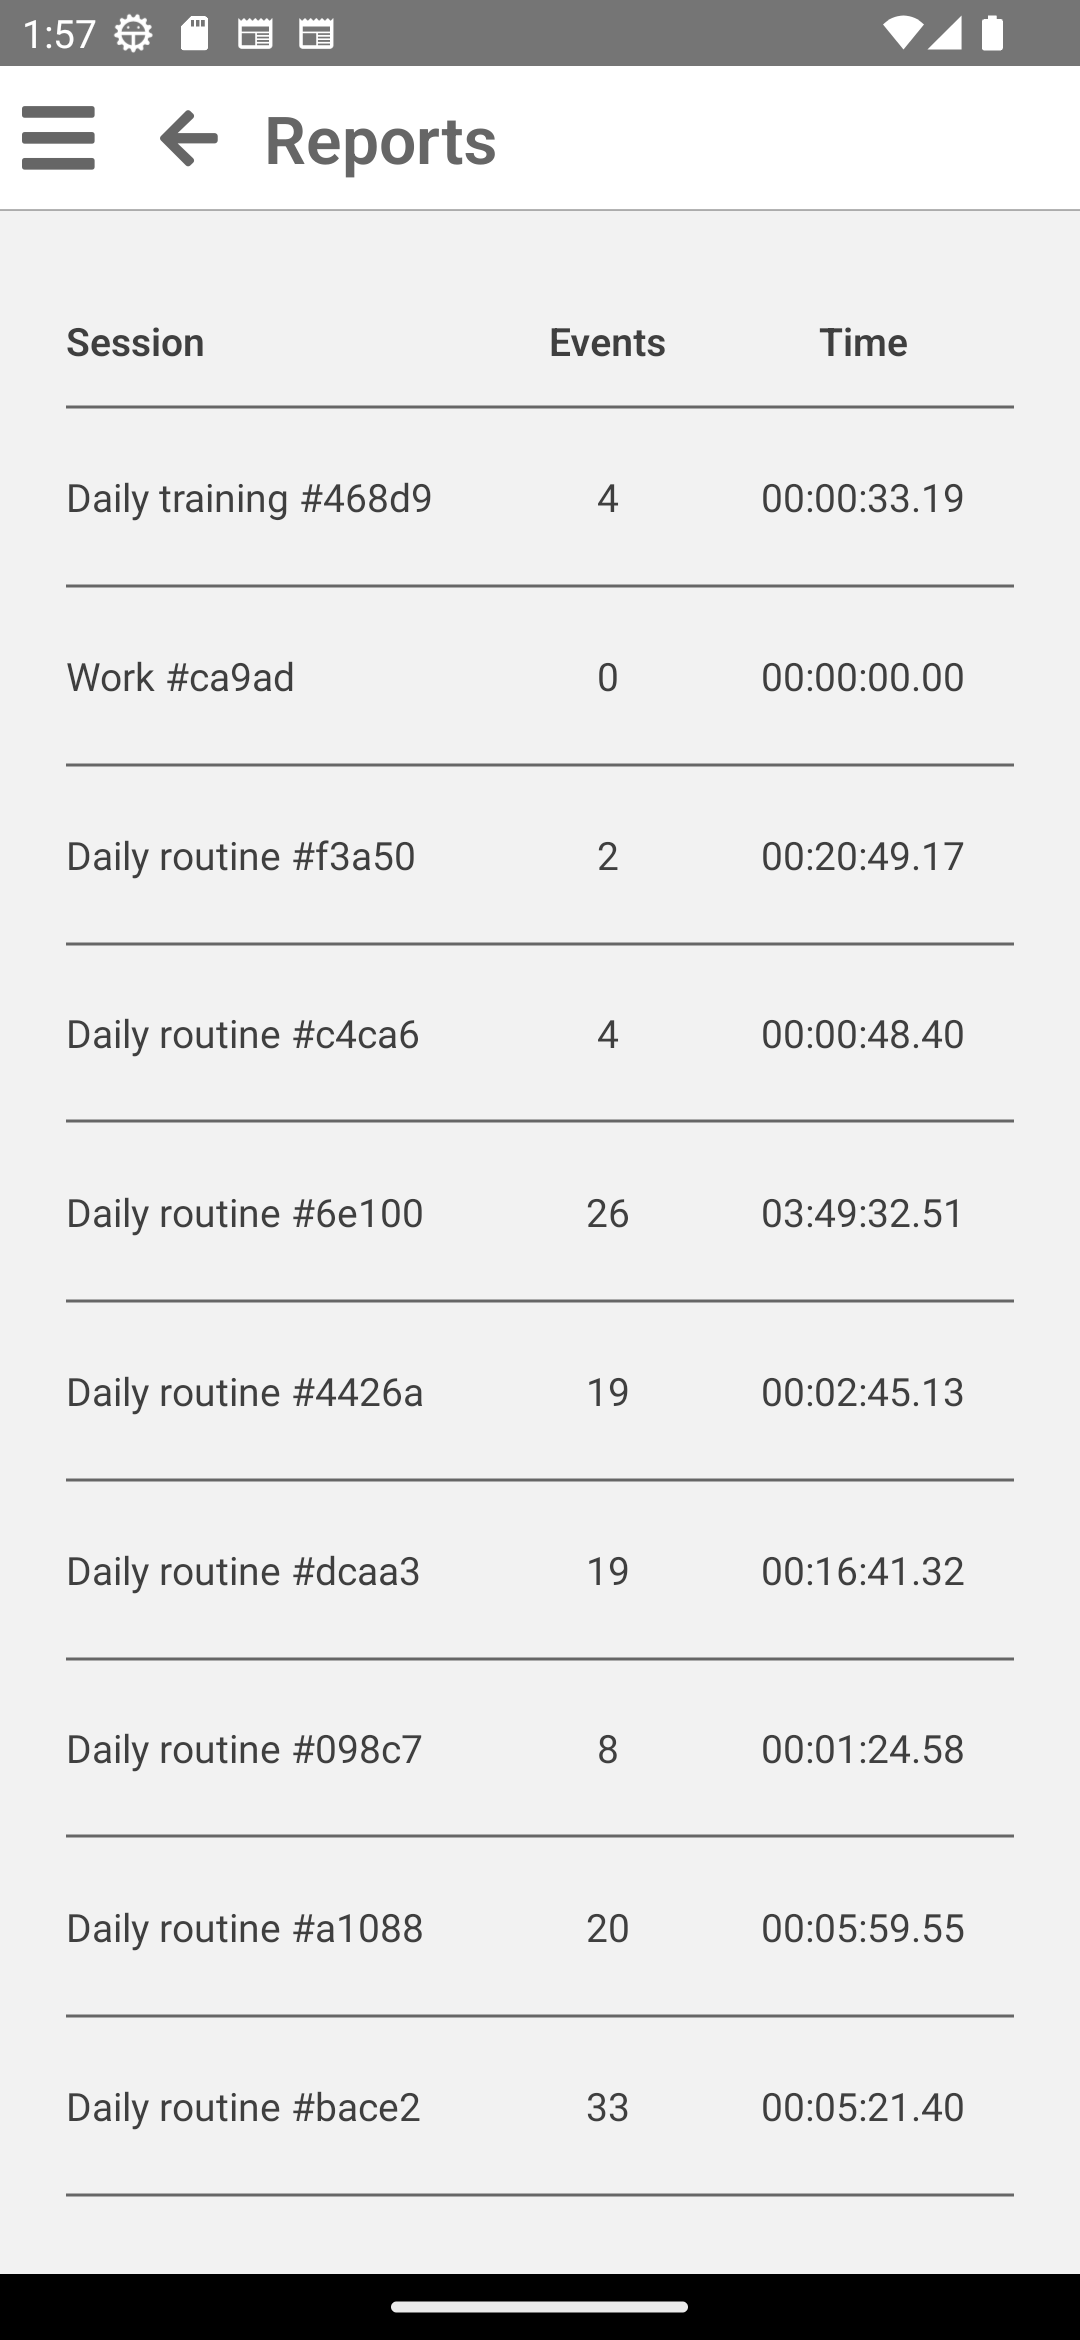 1:57
Reports
Session Events Time
Daily training #468d9 4 00:00:33.19
Work #ca9ad 0 00:00:00.00
Daily routine #f3a50 2 00:20:49.17
Daily routine #c4ca6 4 00:00:48.40
Daily routine #6e100 26 03:49:32.51
Daily routine #4426a 19 00:02:45.13
Daily routine #dcaa3 19 00:16:41.32
Daily routine #098c7 8 00:01:24.58
Daily routine #a1088 20 00:05:59.55
Daily routine #bace2 33 00:05:21.40